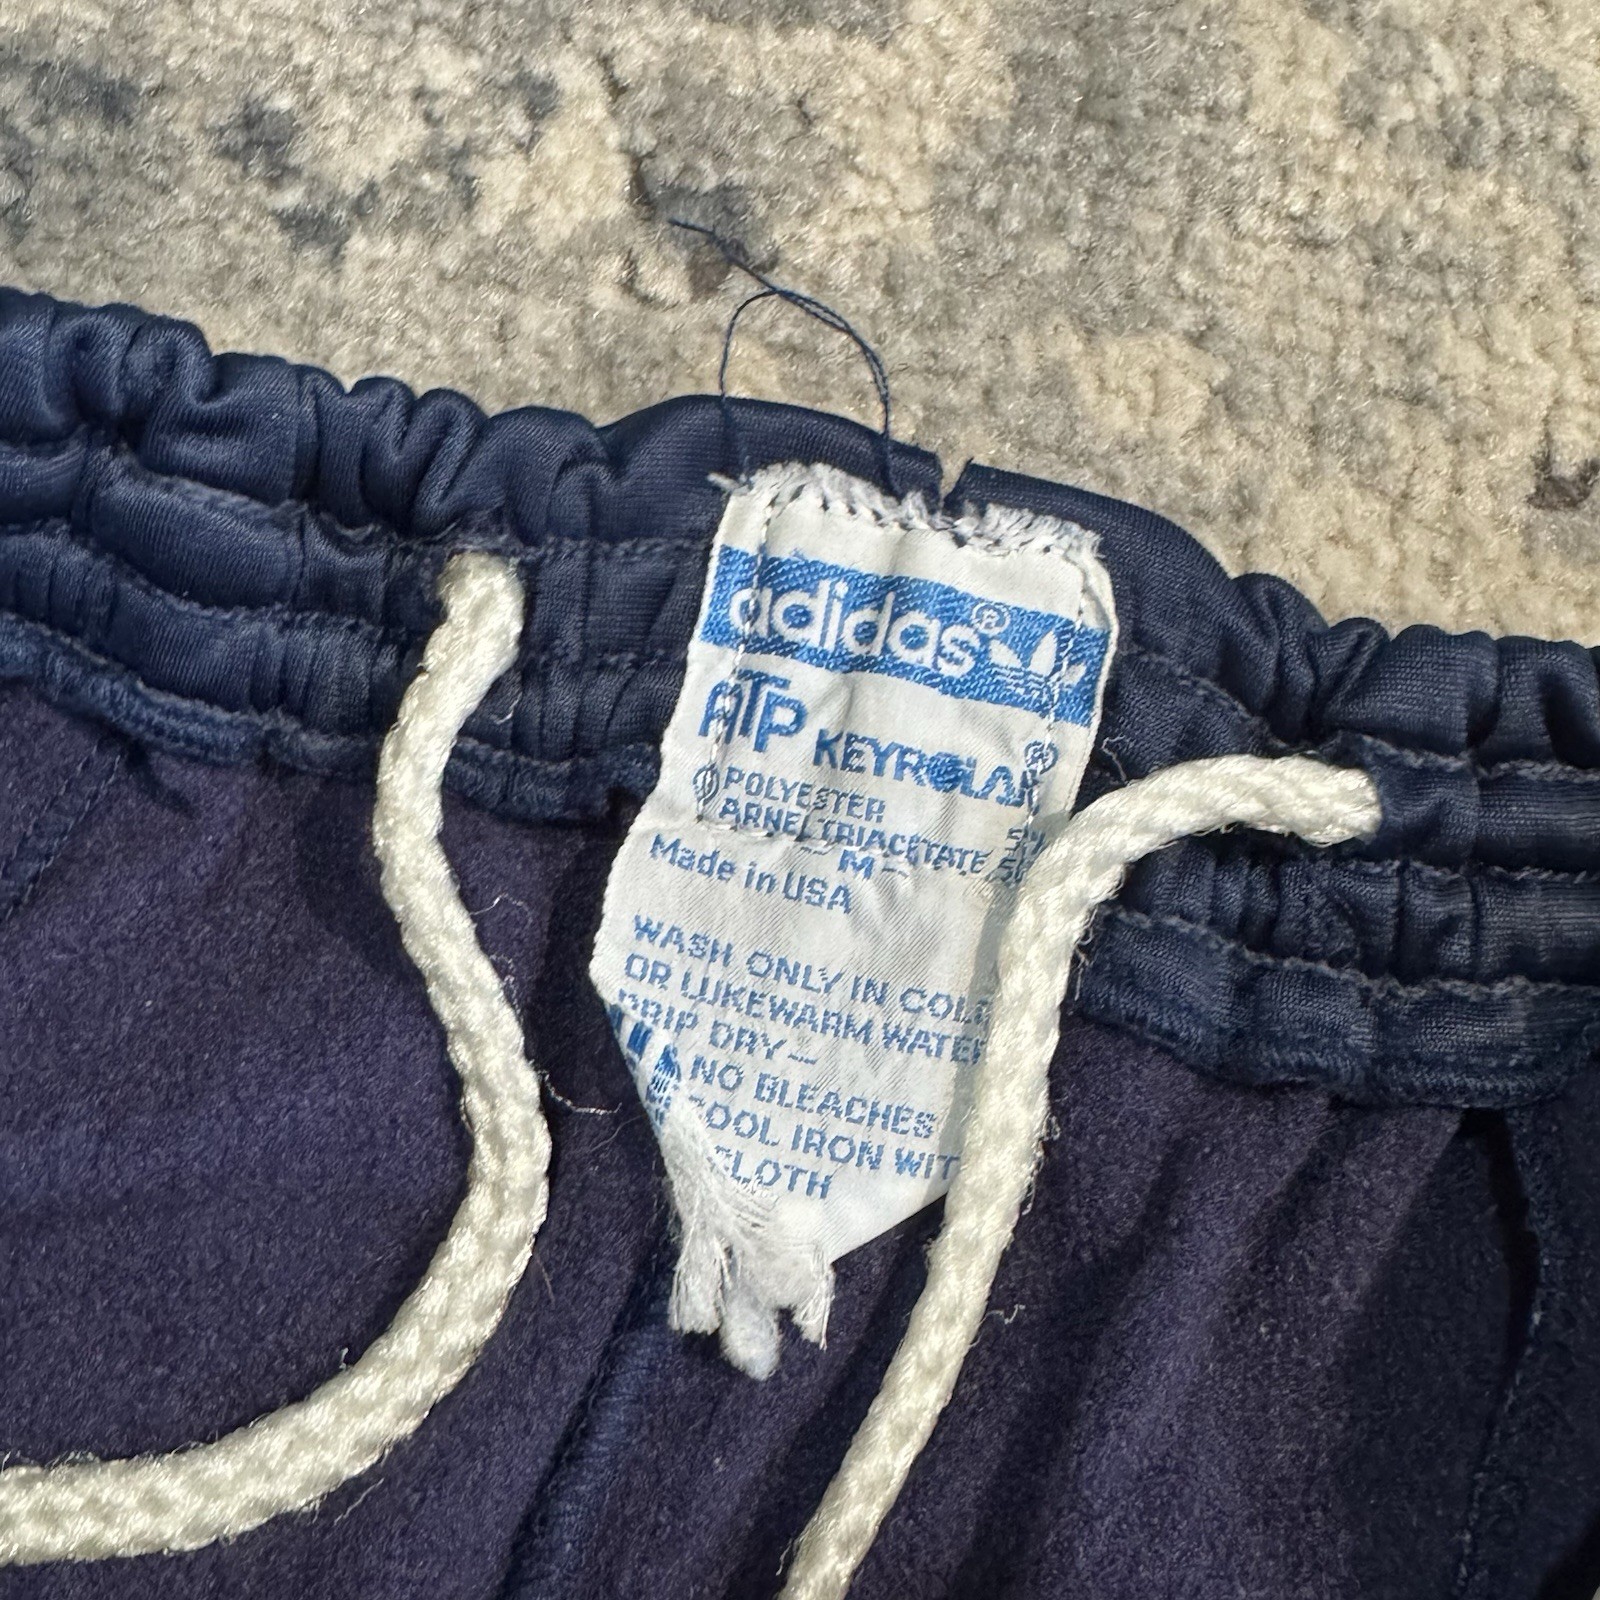 adidas®
ATP KEYROLAN®
POLYESTER
ARNEL TRIACETATE
M
Made in USA
WASH ONLY IN COLD
OR LUKEWARM WATER
DRIP DRY—
NO BLEACHES
COOL IRON WIT
CLOTH